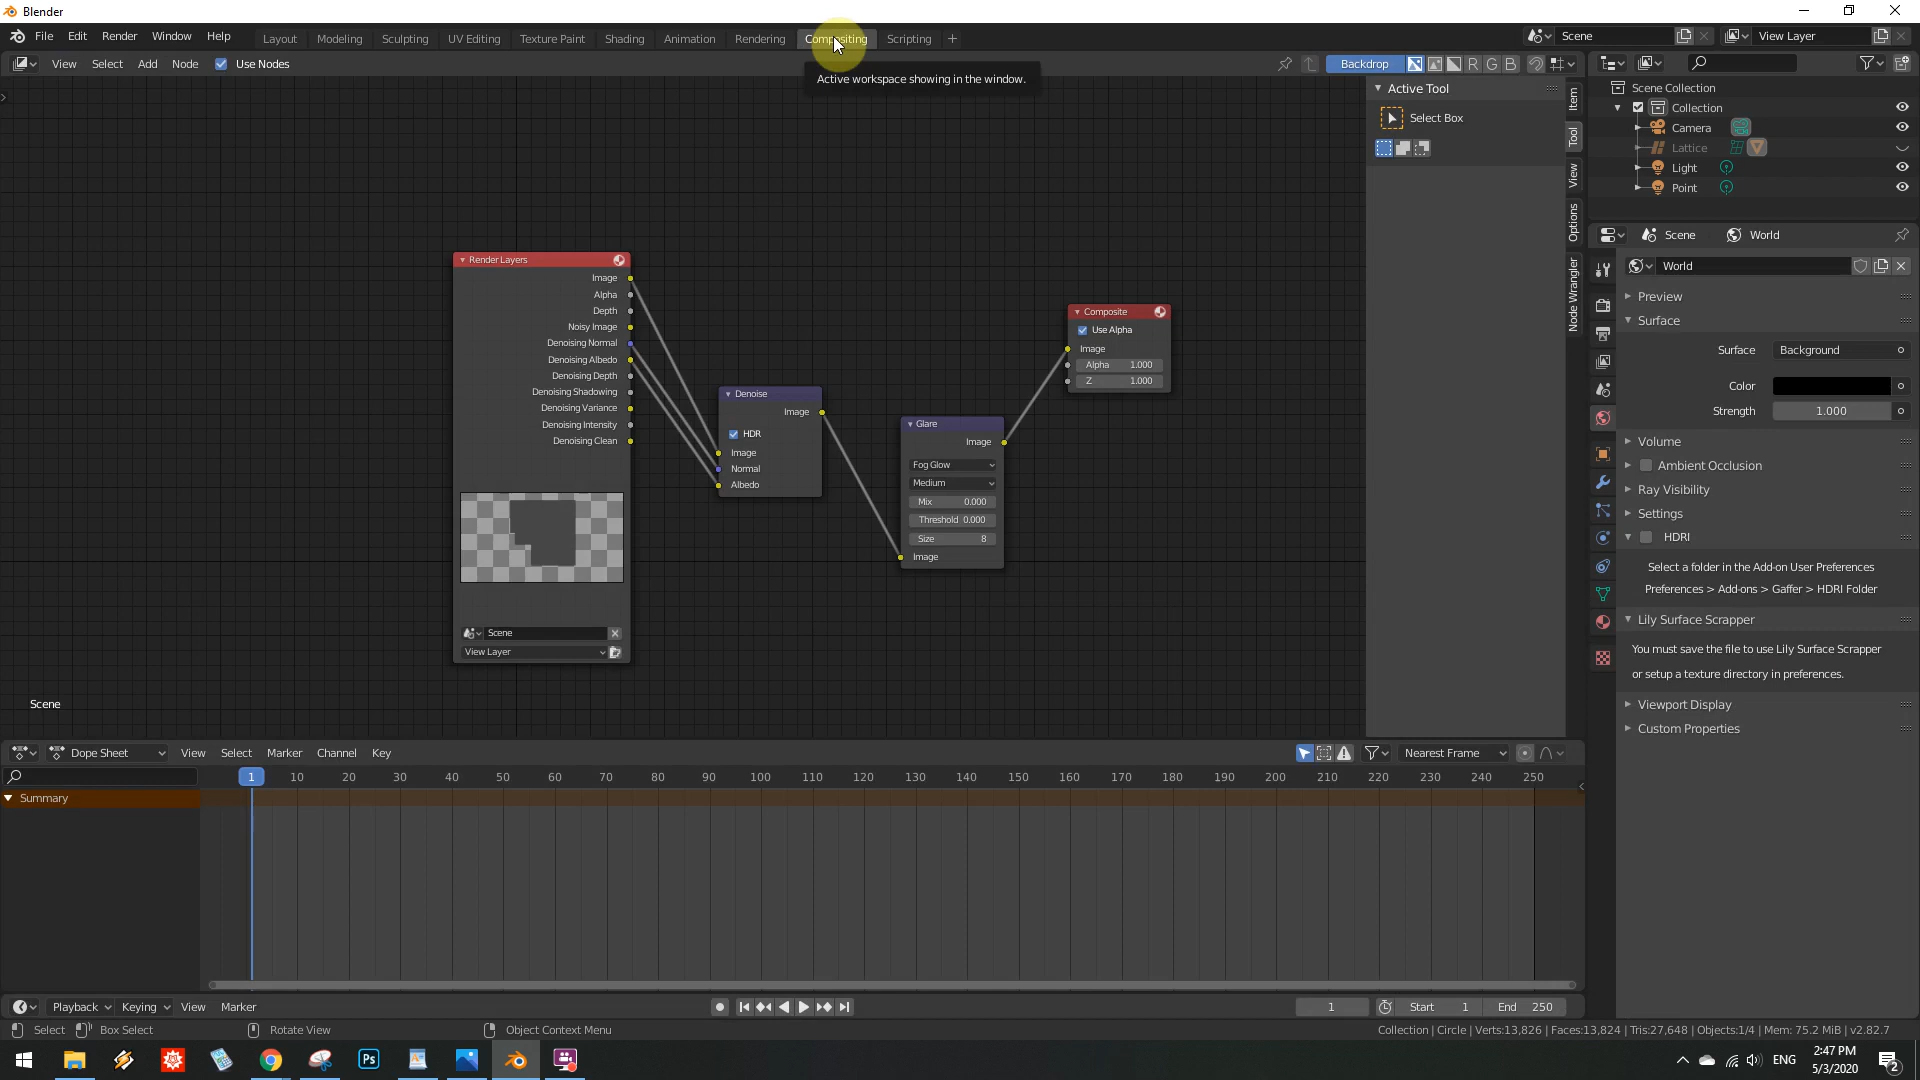 Blender
File Edit Render Window Help Layout Modeling Sculpting UV Editing Texture Paint Shading Animation Rendering Compositing Scripting + Scene View Layer
View Select Add Node Use Nodes Backdrop R G B
Active workspace showing in the window.
Active Tool
Select Box
Item
Tool
View
Options
Node Wrangler
Scene Collection
Collection
Camera
Lattice
Light
Point
Scene World
World
Preview
Surface
Surface Background
Color
Strength 1.000
Volume
Ambient Occlusion
Ray Visibility
Settings
HDRI
Select a folder in the Add-on User Preferences
Preferences > Add-ons > Gaffer > HDRI Folder
Lily Surface Scrapper
You must save the file to use Lily Surface Scrapper
or setup a texture directory in preferences.
Viewport Display
Custom Properties
Render Layers
Image
Alpha
Depth
Noisy Image
Denoising Normal
Denoising Albedo
Denoising Depth
Denoising Shadowing
Denoising Variance
Denoising Intensity
Denoising Clean
Scene
View Layer
Denoise
Image
HDR
Image
Normal
Albedo
Glare
Image
Fog Glow
Medium
Mix 0.000
Threshold 0.000
Size 8
Image
Composite
Use Alpha
Image
Alpha 1.000
Z 1.000
Scene
Dope Sheet View Select Marker Channel Key Nearest Frame
1 10 20 30 40 50 60 70 80 90 100 110 120 130 140 150 160 170 180 190 200 210 220 230 240 250
Summary
Playback Keying View Marker 1 Start 1 End 250
Select Box Select Rotate View Object Context Menu Collection | Circle | Verts:13,826 | Faces:13,824 | Tris:27,648 | Objects:1/4 | Mem: 75.2 MiB | v2.82.7
Ps
ENG
2:47 PM
5/3/2020
2